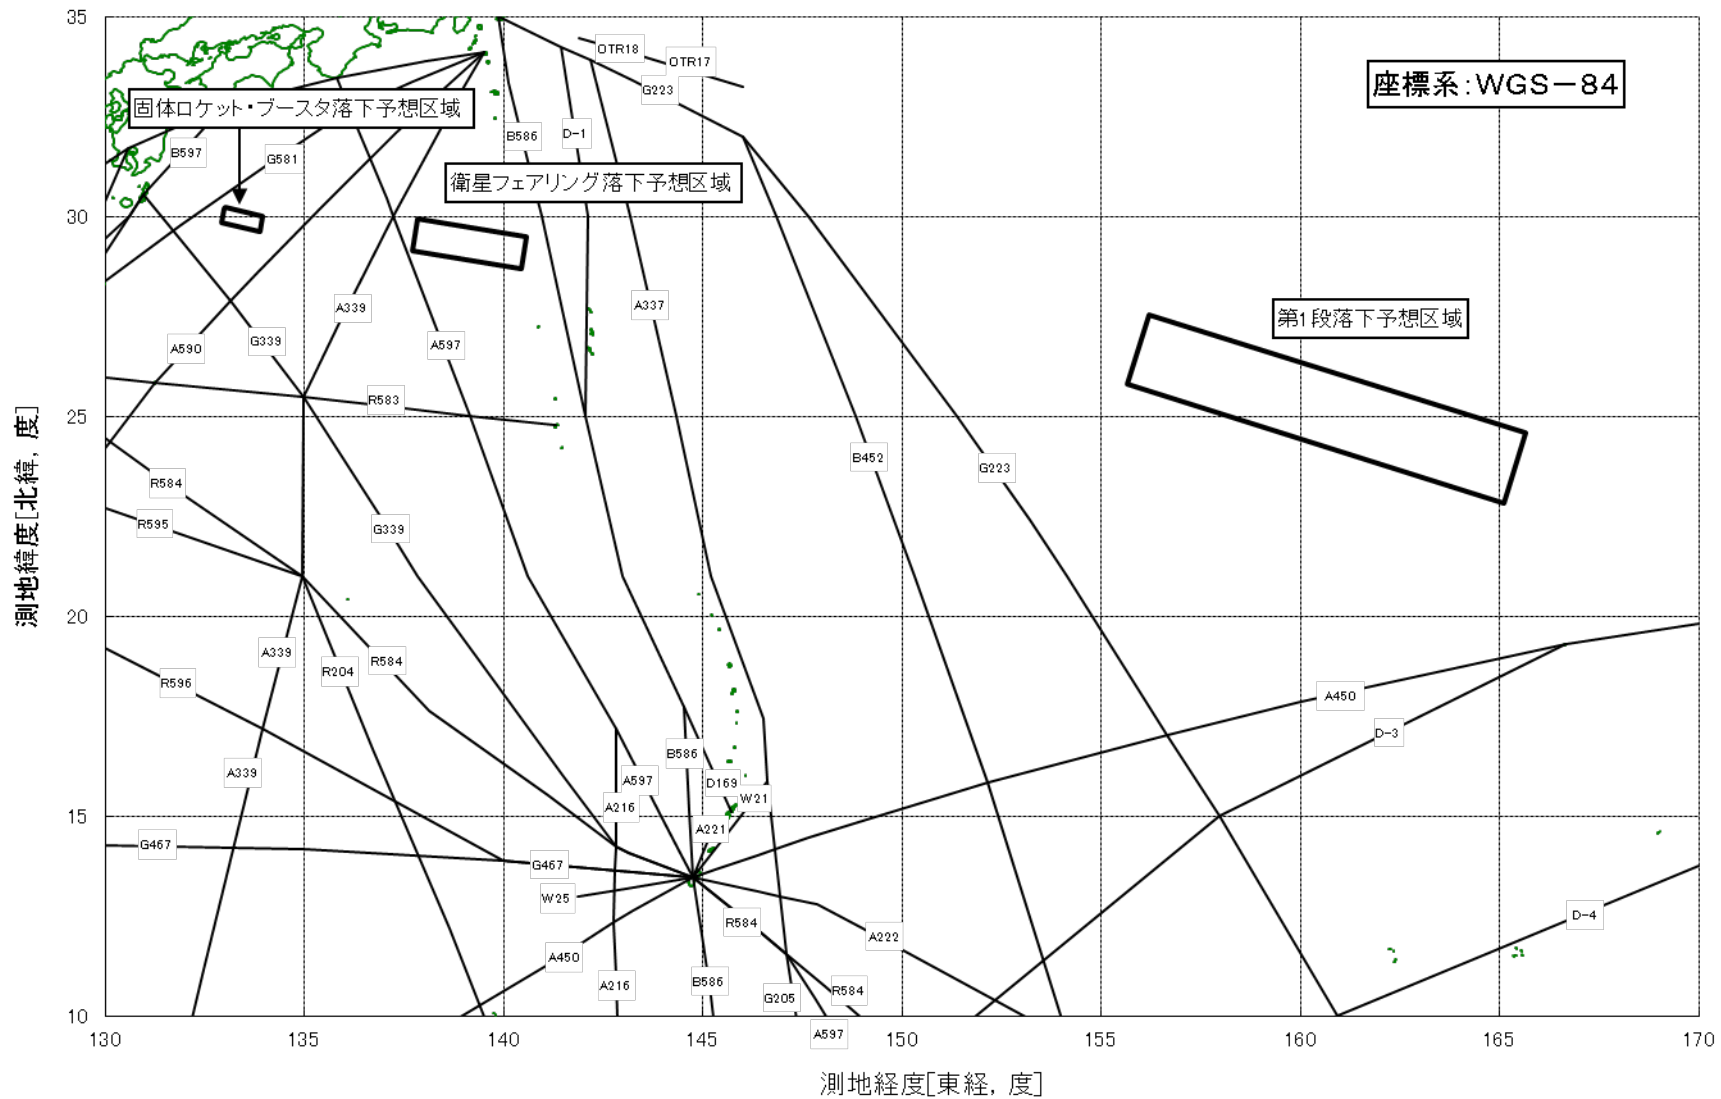 35
OTR18
OTR17
座標系：WGS－84
G223
固体ロケット・ブースタ落下予想区域
B586
D-1
B597
G581
衛星フェアリング落下予想区域
30
A339
A337
第1段落下予想区域
G339
A597
A590
R583
25
B452
G223
R584
R595
G339
測地緯度[北緯, 度]
20
A339
R584
R204
R596
A450
D-3
B586
A339
A597
D169
W21
A216
15
A221
G467
G467
W25
D-4
R584
A222
A450
B586
A216
R584
G205
10
A597
130
135
140
145
150
155
160
165
170
測地経度[東経, 度]